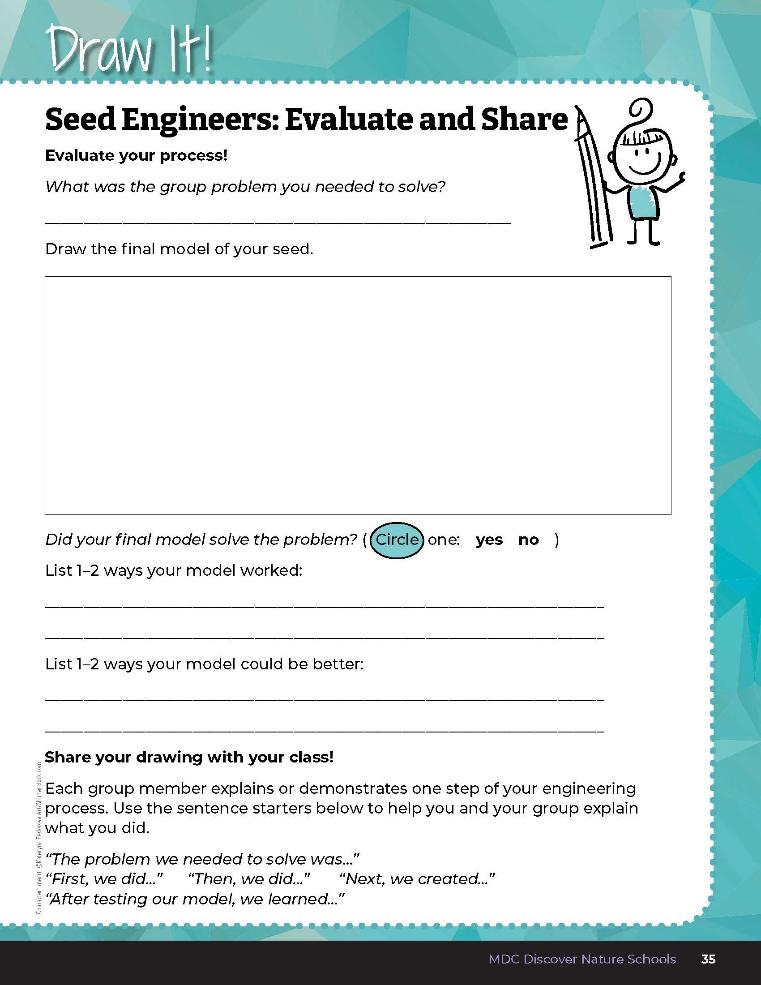 Draw It!
Seed Engineers: Evaluate and Share
Evaluate your process!
What was the group problem you needed to solve?
Draw the final model of your seed.
Did your final model solve the problem? ( Circle one: yes no )
List 1–2 ways your model worked:
List 1–2 ways your model could be better:
Share your drawing with your class!
Each group member explains or demonstrates one step of your engineering
process. Use the sentence starters below to help you and your group explain
what you did.
“The problem we needed to solve was...”
“First, we did...” “Then, we did...” “Next, we created...”
“After testing our model, we learned...”
MDC Discover Nature Schools 35